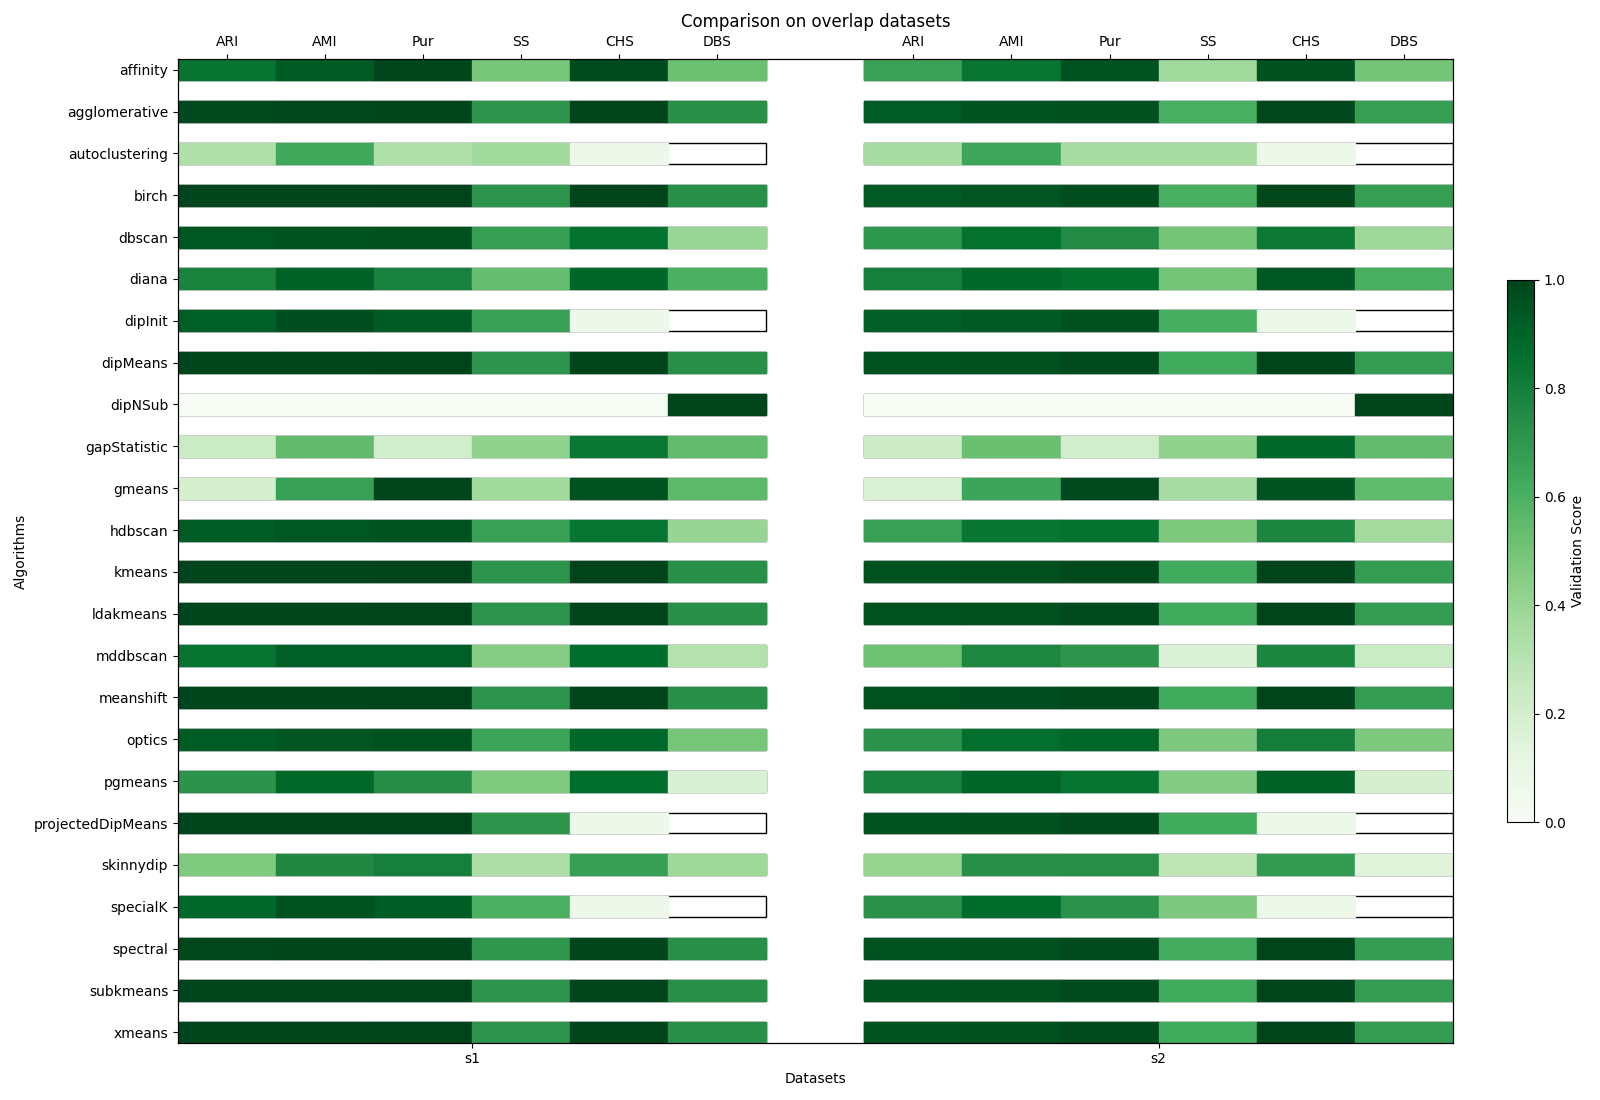 Comparison on overlap datasets
ARI AMI Pur SS CHS DBS ARI AMI Pur SS CHS DBS
affinity
agglomerative
autoclustering
birch
dbscan
diana
dipInit
dipMeans
dipNSub
gapStatistic
gmeans
hdbscan
kmeans
ldakmeans
mddbscan
meanshift
optics
pgmeans
projectedDipMeans
skinnydip
specialK
spectral
subkmeans
xmeans
Algorithms
s1 s2
Datasets
1.0
0.8
0.6
0.4
0.2
0.0
Validation Score